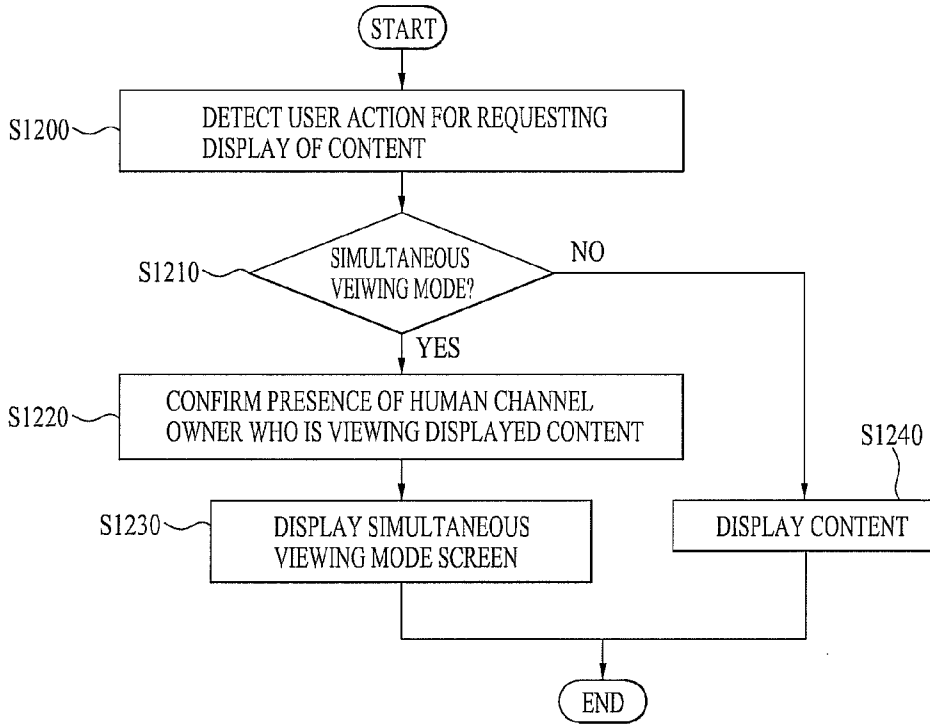 START
S1200
DETECT USER ACTION FOR REQUESTING
DISPLAY OF CONTENT
S1210
SIMULTANEOUS
VEIWING MODE?
NO
YES
S1220
CONFIRM PRESENCE OF HUMAN CHANNEL
OWNER WHO IS VIEWING DISPLAYED CONTENT
S1240
S1230
DISPLAY SIMULTANEOUS
VIEWING MODE SCREEN
DISPLAY CONTENT
END